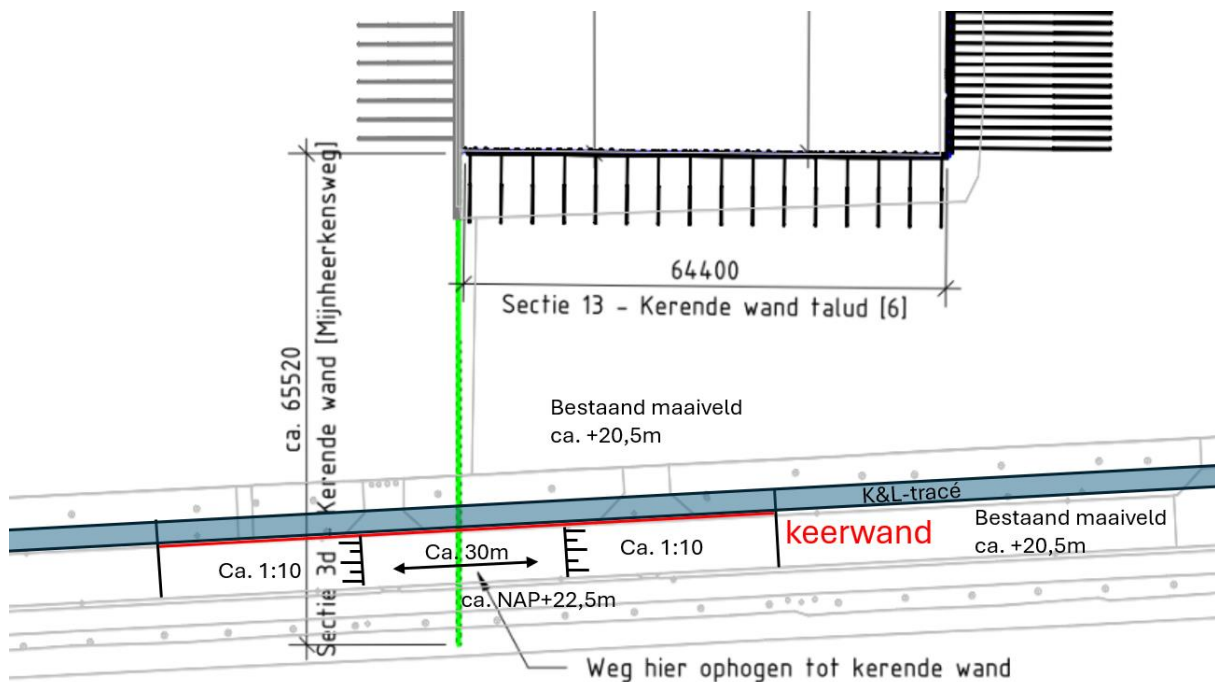 ca. 65520
Sectie 3d - Kerende wand [Mijnheerkensweg]
64400
Sectie 13 - Kerende wand talud [6]
Bestaand maaiveld
ca. +20,5m
K&L-tracé
keerwand
Bestaand maaiveld
ca. +20,5m
Ca. 1:10
Ca. 30m
Ca. 1:10
ca. NAP+22,5m
Weg hier ophogen tot kerende wand